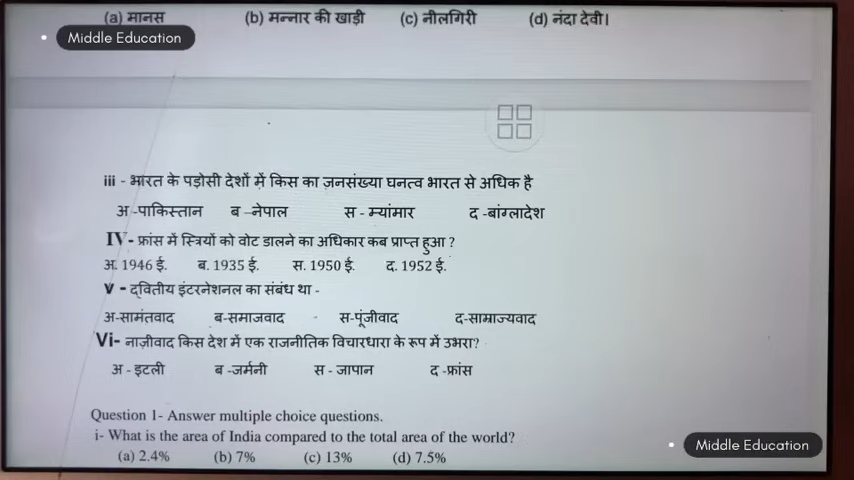 (a) मानस (b) मन्नार की खाड़ी (c) नीलगिरी (d) नंदा देवी।
Middle Education
iii - भारत के पड़ोसी देशों में किस का ज़नसंख्या घनत्व भारत से अधिक है
अ -पाकिस्तान ब –नेपाल स - म्यांमार द -बांग्लादेश
IV- फ्रांस में स्त्रियों को वोट डालने का अधिकार कब प्राप्त हुआ ?
अ. 1946 ई. ब. 1935 ई. स. 1950 ई. द. 1952 ई.
v - द्वितीय इंटरनेशनल का संबंध था -
अ-सामंतवाद ब-समाजवाद स-पूंजीवाद द-साम्राज्यवाद
Vi- नाज़ीवाद किस देश में एक राजनीतिक विचारधारा के रूप में उभरा?
अ - इटली ब -जर्मनी स - जापान द -फ्रांस
Question 1- Answer multiple choice questions.
i- What is the area of India compared to the total area of the world?
Middle Education
(a) 2.4% (b) 7% (c) 13% (d) 7.5%